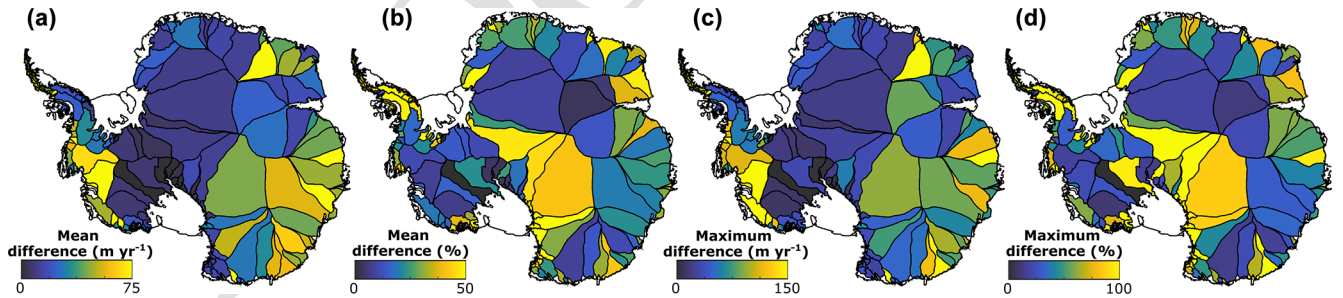 (a)
(b)
(c)
(d)
Mean
difference (m yr⁻¹)
0
75
Mean
difference (%)
0
50
Maximum
difference (m yr⁻¹)
0
150
Maximum
difference (%)
0
100